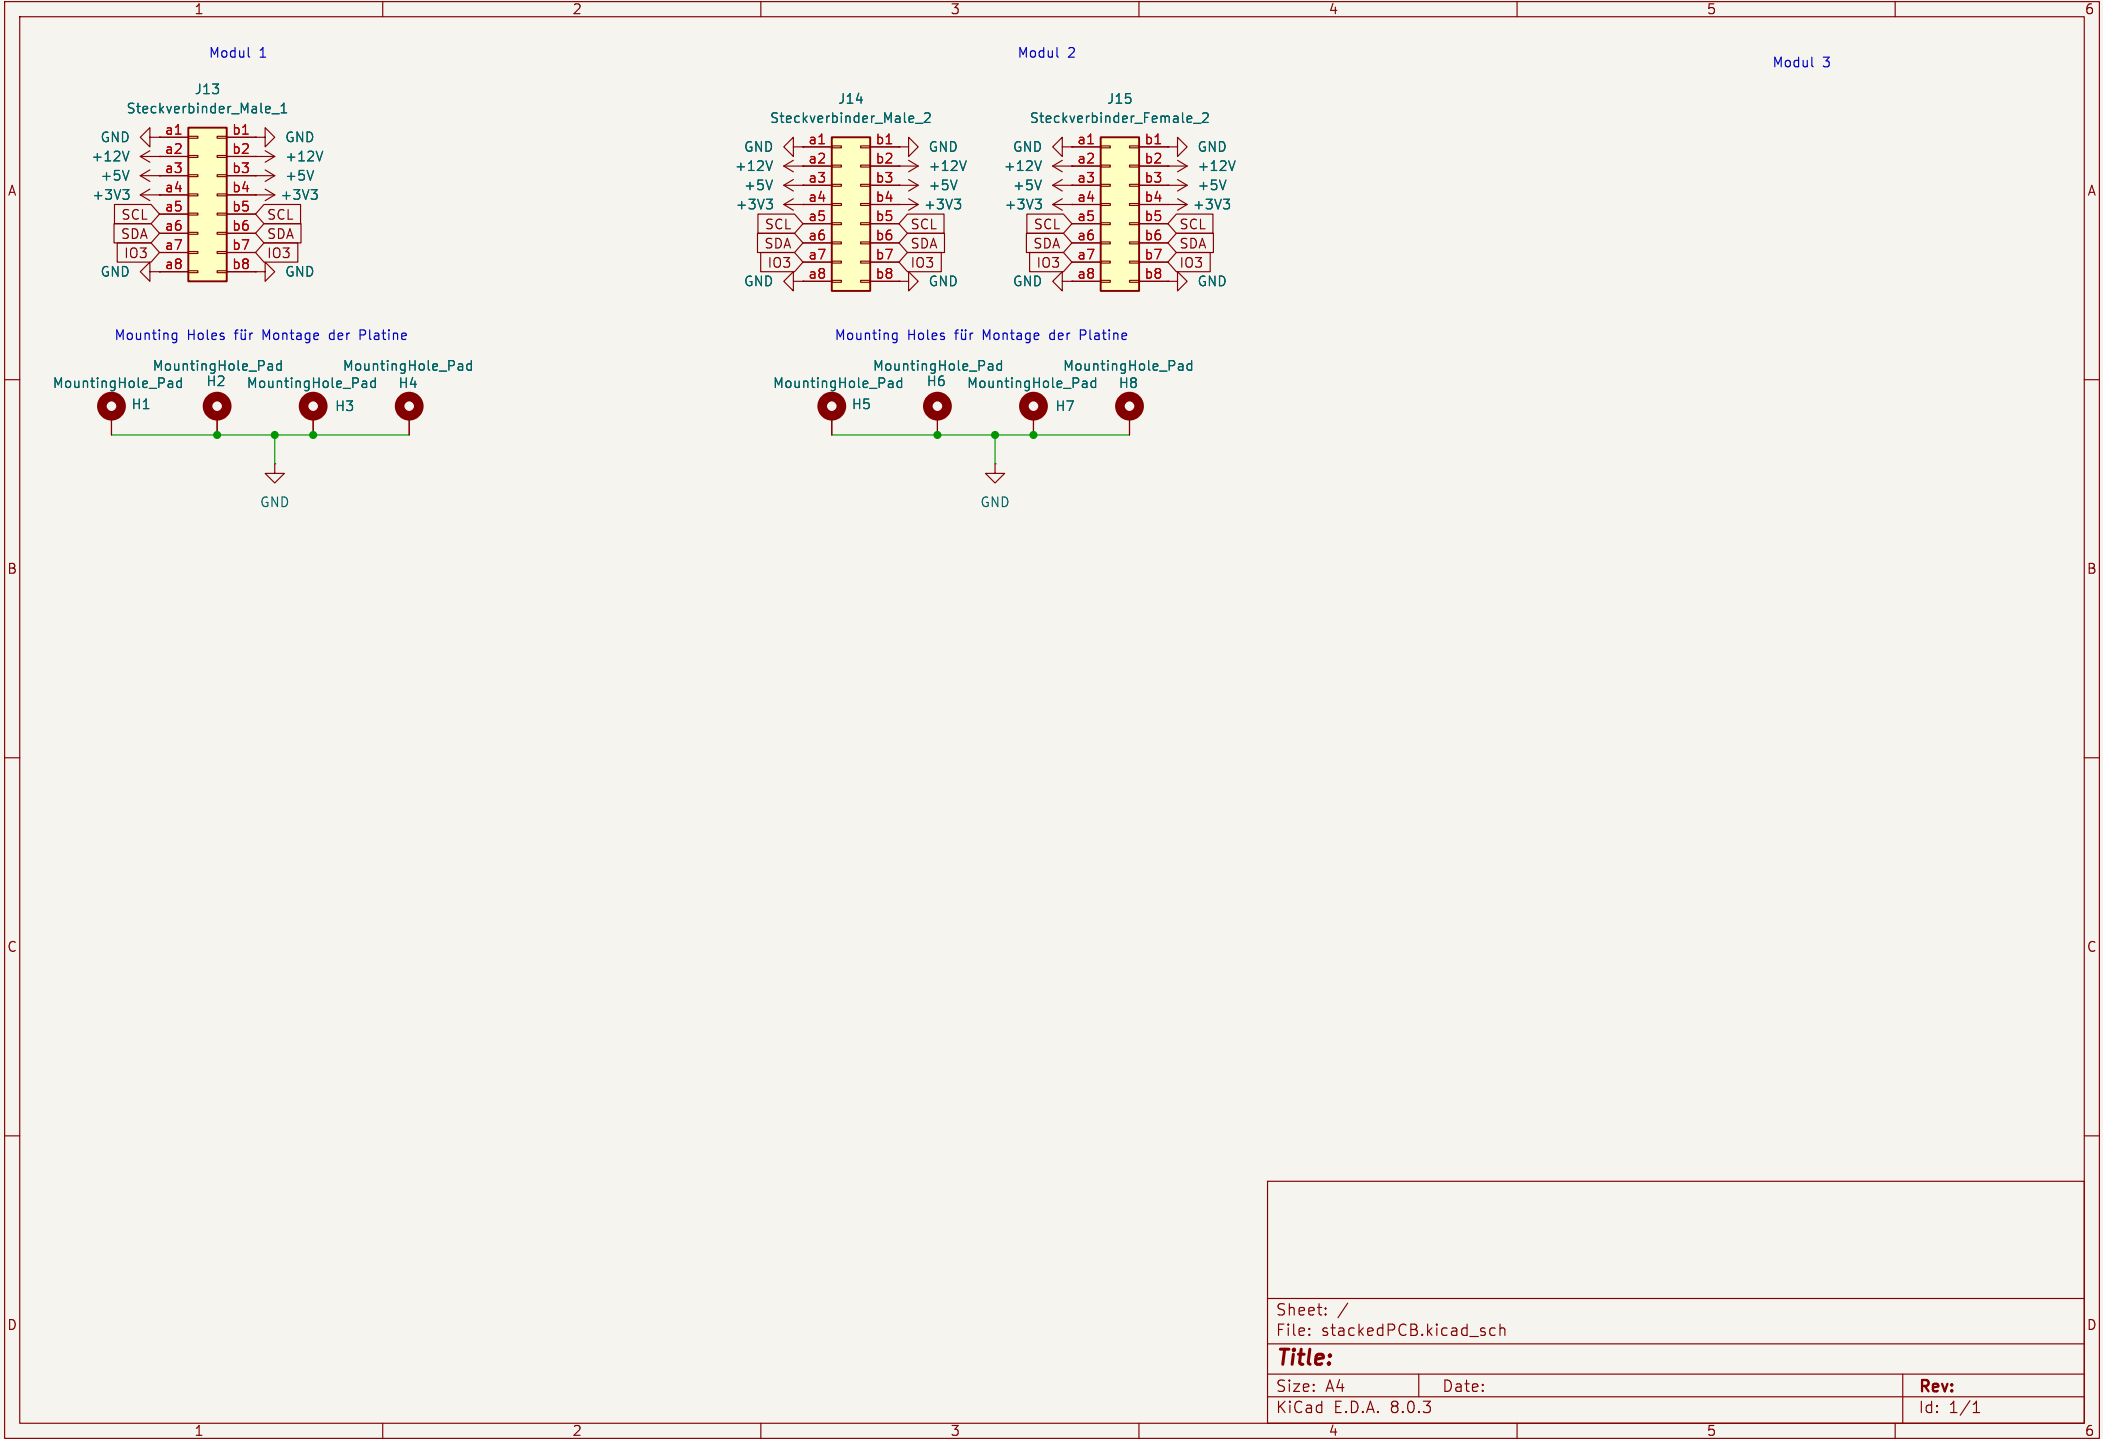 1 2 3 4 5 6
Modul 1
Modul 2
Modul 3
J13
Steckverbinder_Male_1
GND a1 b1 GND
+12V a2 b2 +12V
+5V a3 b3 +5V
+3V3 a4 b4 +3V3
SCL a5 b5 SCL
SDA a6 b6 SDA
IO3 a7 b7 IO3
GND a8 b8 GND
J14
Steckverbinder_Male_2
GND a1 b1 GND
+12V a2 b2 +12V
+5V a3 b3 +5V
+3V3 a4 b4 +3V3
SCL a5 b5 SCL
SDA a6 b6 SDA
IO3 a7 b7 IO3
GND a8 b8 GND
J15
Steckverbinder_Female_2
GND a1 b1 GND
+12V a2 b2 +12V
+5V a3 b3 +5V
+3V3 a4 b4 +3V3
SCL a5 b5 SCL
SDA a6 b6 SDA
IO3 a7 b7 IO3
GND a8 b8 GND
A A
Mounting Holes für Montage der Platine
MountingHole_Pad MountingHole_Pad
MountingHole_Pad H2 MountingHole_Pad H4
H1 H3
GND
Mounting Holes für Montage der Platine
MountingHole_Pad MountingHole_Pad
MountingHole_Pad H6 MountingHole_Pad H8
H5 H7
GND
B B
C C
D D
Sheet: /
File: stackedPCB.kicad_sch
Title:
Size: A4 Date: Rev:
KiCad E.D.A. 8.0.3 Id: 1/1
1 2 3 4 5 6